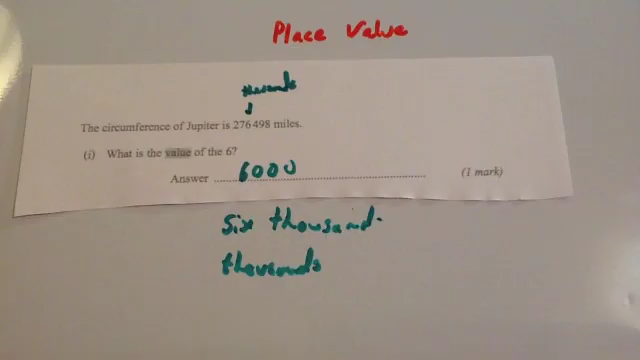 Place Value
thousands
The circumference of Jupiter is 276 498 miles.
(i) What is the value of the 6?
Answer 6000 (1 mark)
six thousand.
thousands